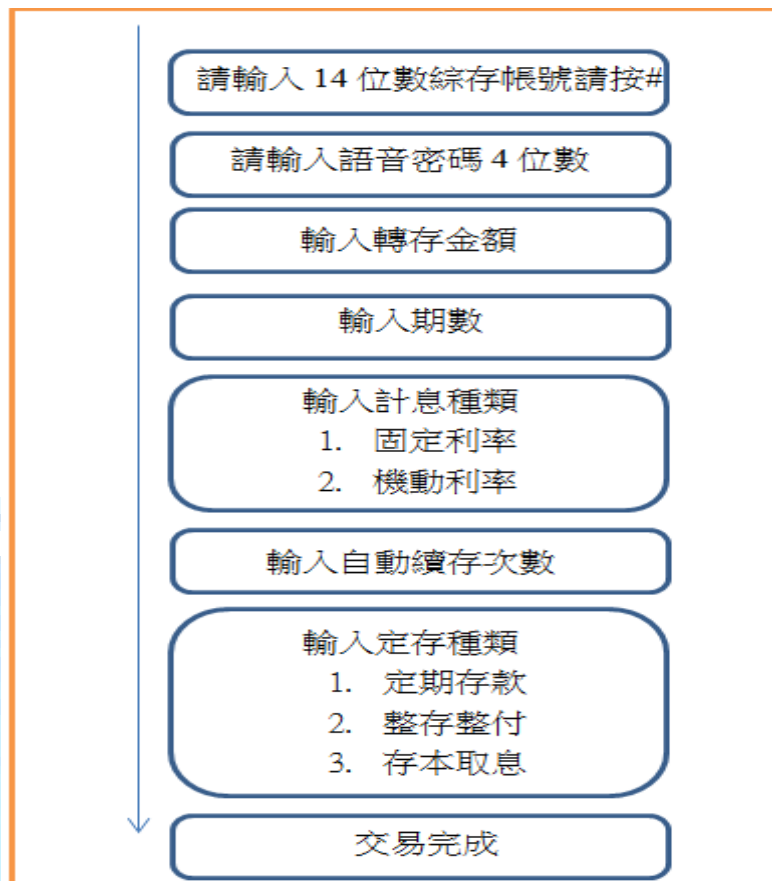 請輸入 14 位數綜存帳號請按#
請輸入語音密碼 4 位數
輸入轉存金額
輸入期數
輸入計息種類
1. 固定利率
2. 機動利率
輸入自動續存次數
輸入定存種類
1. 定期存款
2. 整存整付
3. 存本取息
交易完成